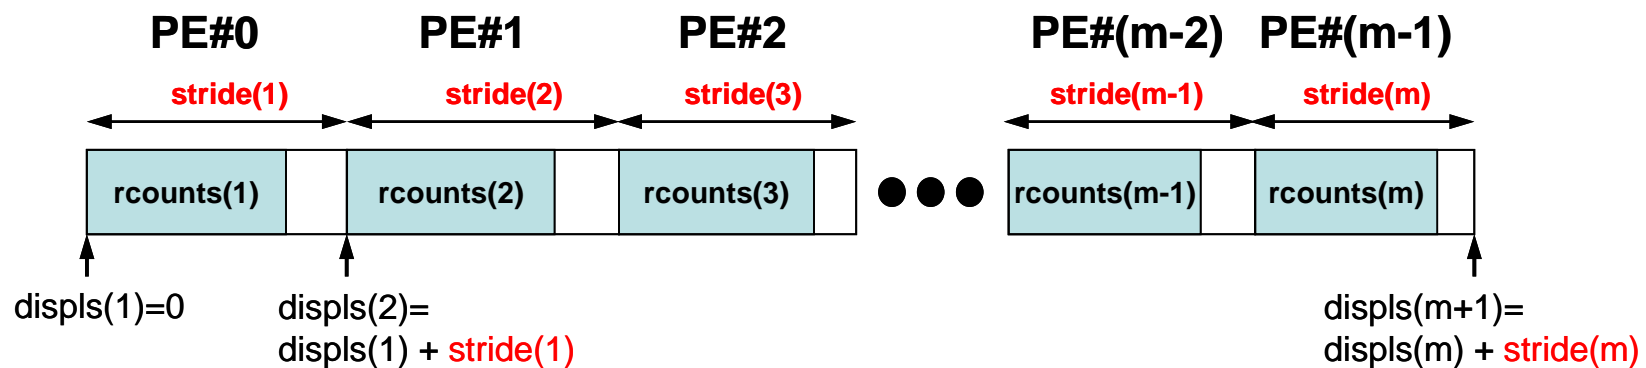 PE#0 PE#1 PE#2 PE#(m-2) PE#(m-1)
stride(1) stride(2) stride(3) stride(m-1) stride(m)
rcounts(1) rcounts(2) rcounts(3) rcounts(m-1) rcounts(m)
displs(1)=0 displs(2)= displs(m+1)=
displs(1) + stride(1) displs(m) + stride(m)